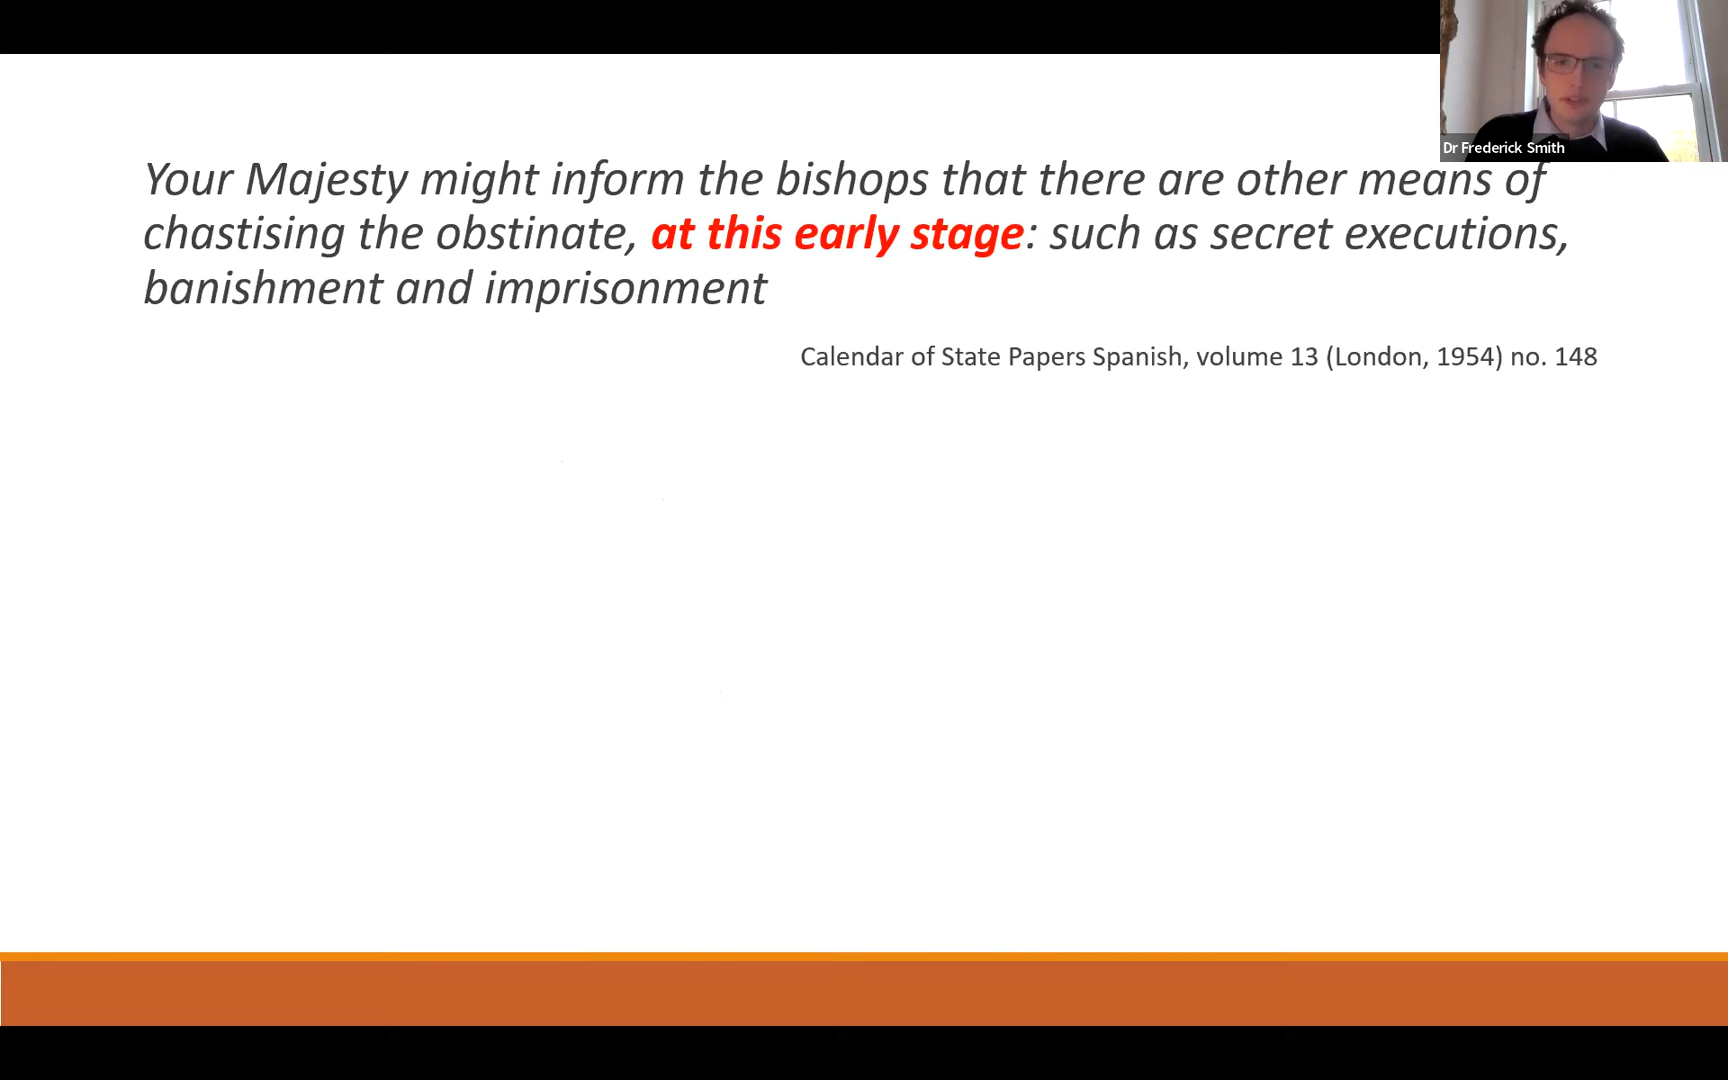 Your Majesty might inform the bishops that there are other means of
chastising the obstinate, at this early stage: such as secret executions,
banishment and imprisonment
Calendar of State Papers Spanish, volume 13 (London, 1954) no. 148
Dr Frederick Smith